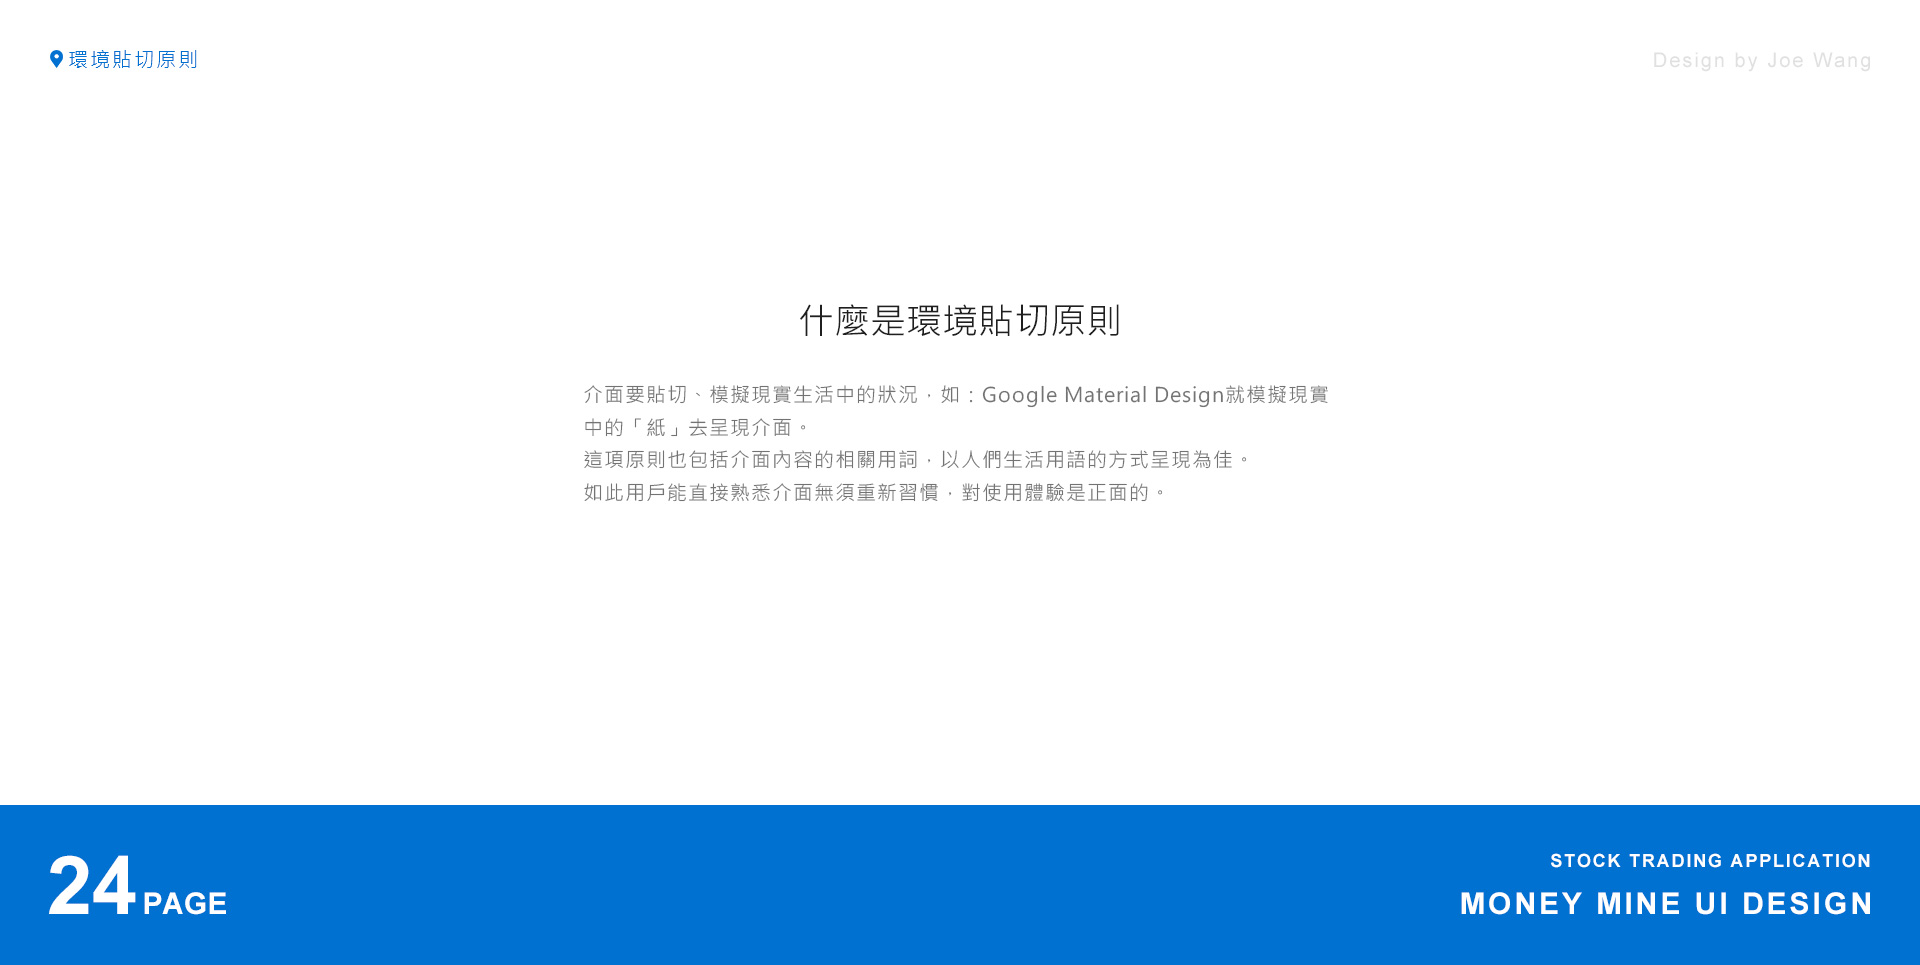 環境貼切原則
Design by Joe Wang
什麼是環境貼切原則
介面要貼切、模擬現實生活中的狀況，如：Google Material Design就模擬現實
中的「紙」去呈現介面。
這項原則也包括介面內容的相關用詞，以人們生活用語的方式呈現為佳。
如此用戶能直接熟悉介面無須重新習慣，對使用體驗是正面的。
24 PAGE
STOCK TRADING APPLICATION
MONEY MINE UI DESIGN